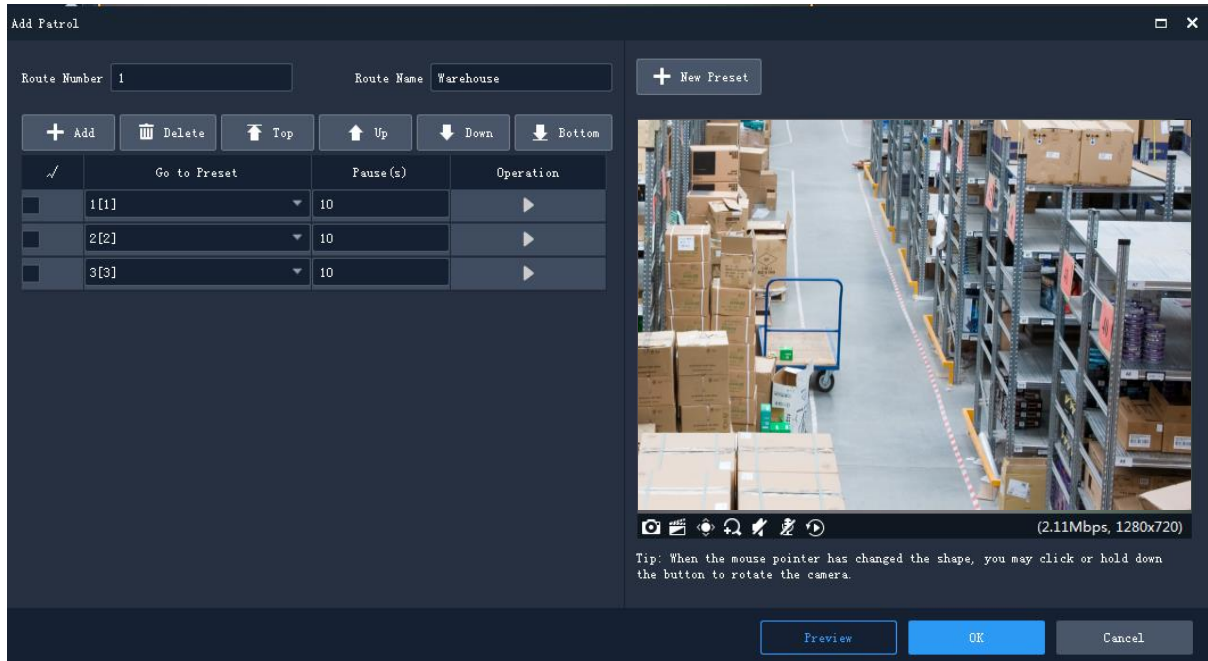 Add Patrol
Route Number 1 Route Name Warehouse
New Preset
Add Delete Top Up Down Bottom
Go to Preset Pause(s) Operation
1[1] 10
2[2] 10
3[3] 10
(2.11Mbps, 1280x720)
Tip: When the mouse pointer has changed the shape, you may click or hold down
the button to rotate the camera.
Preview OK Cancel